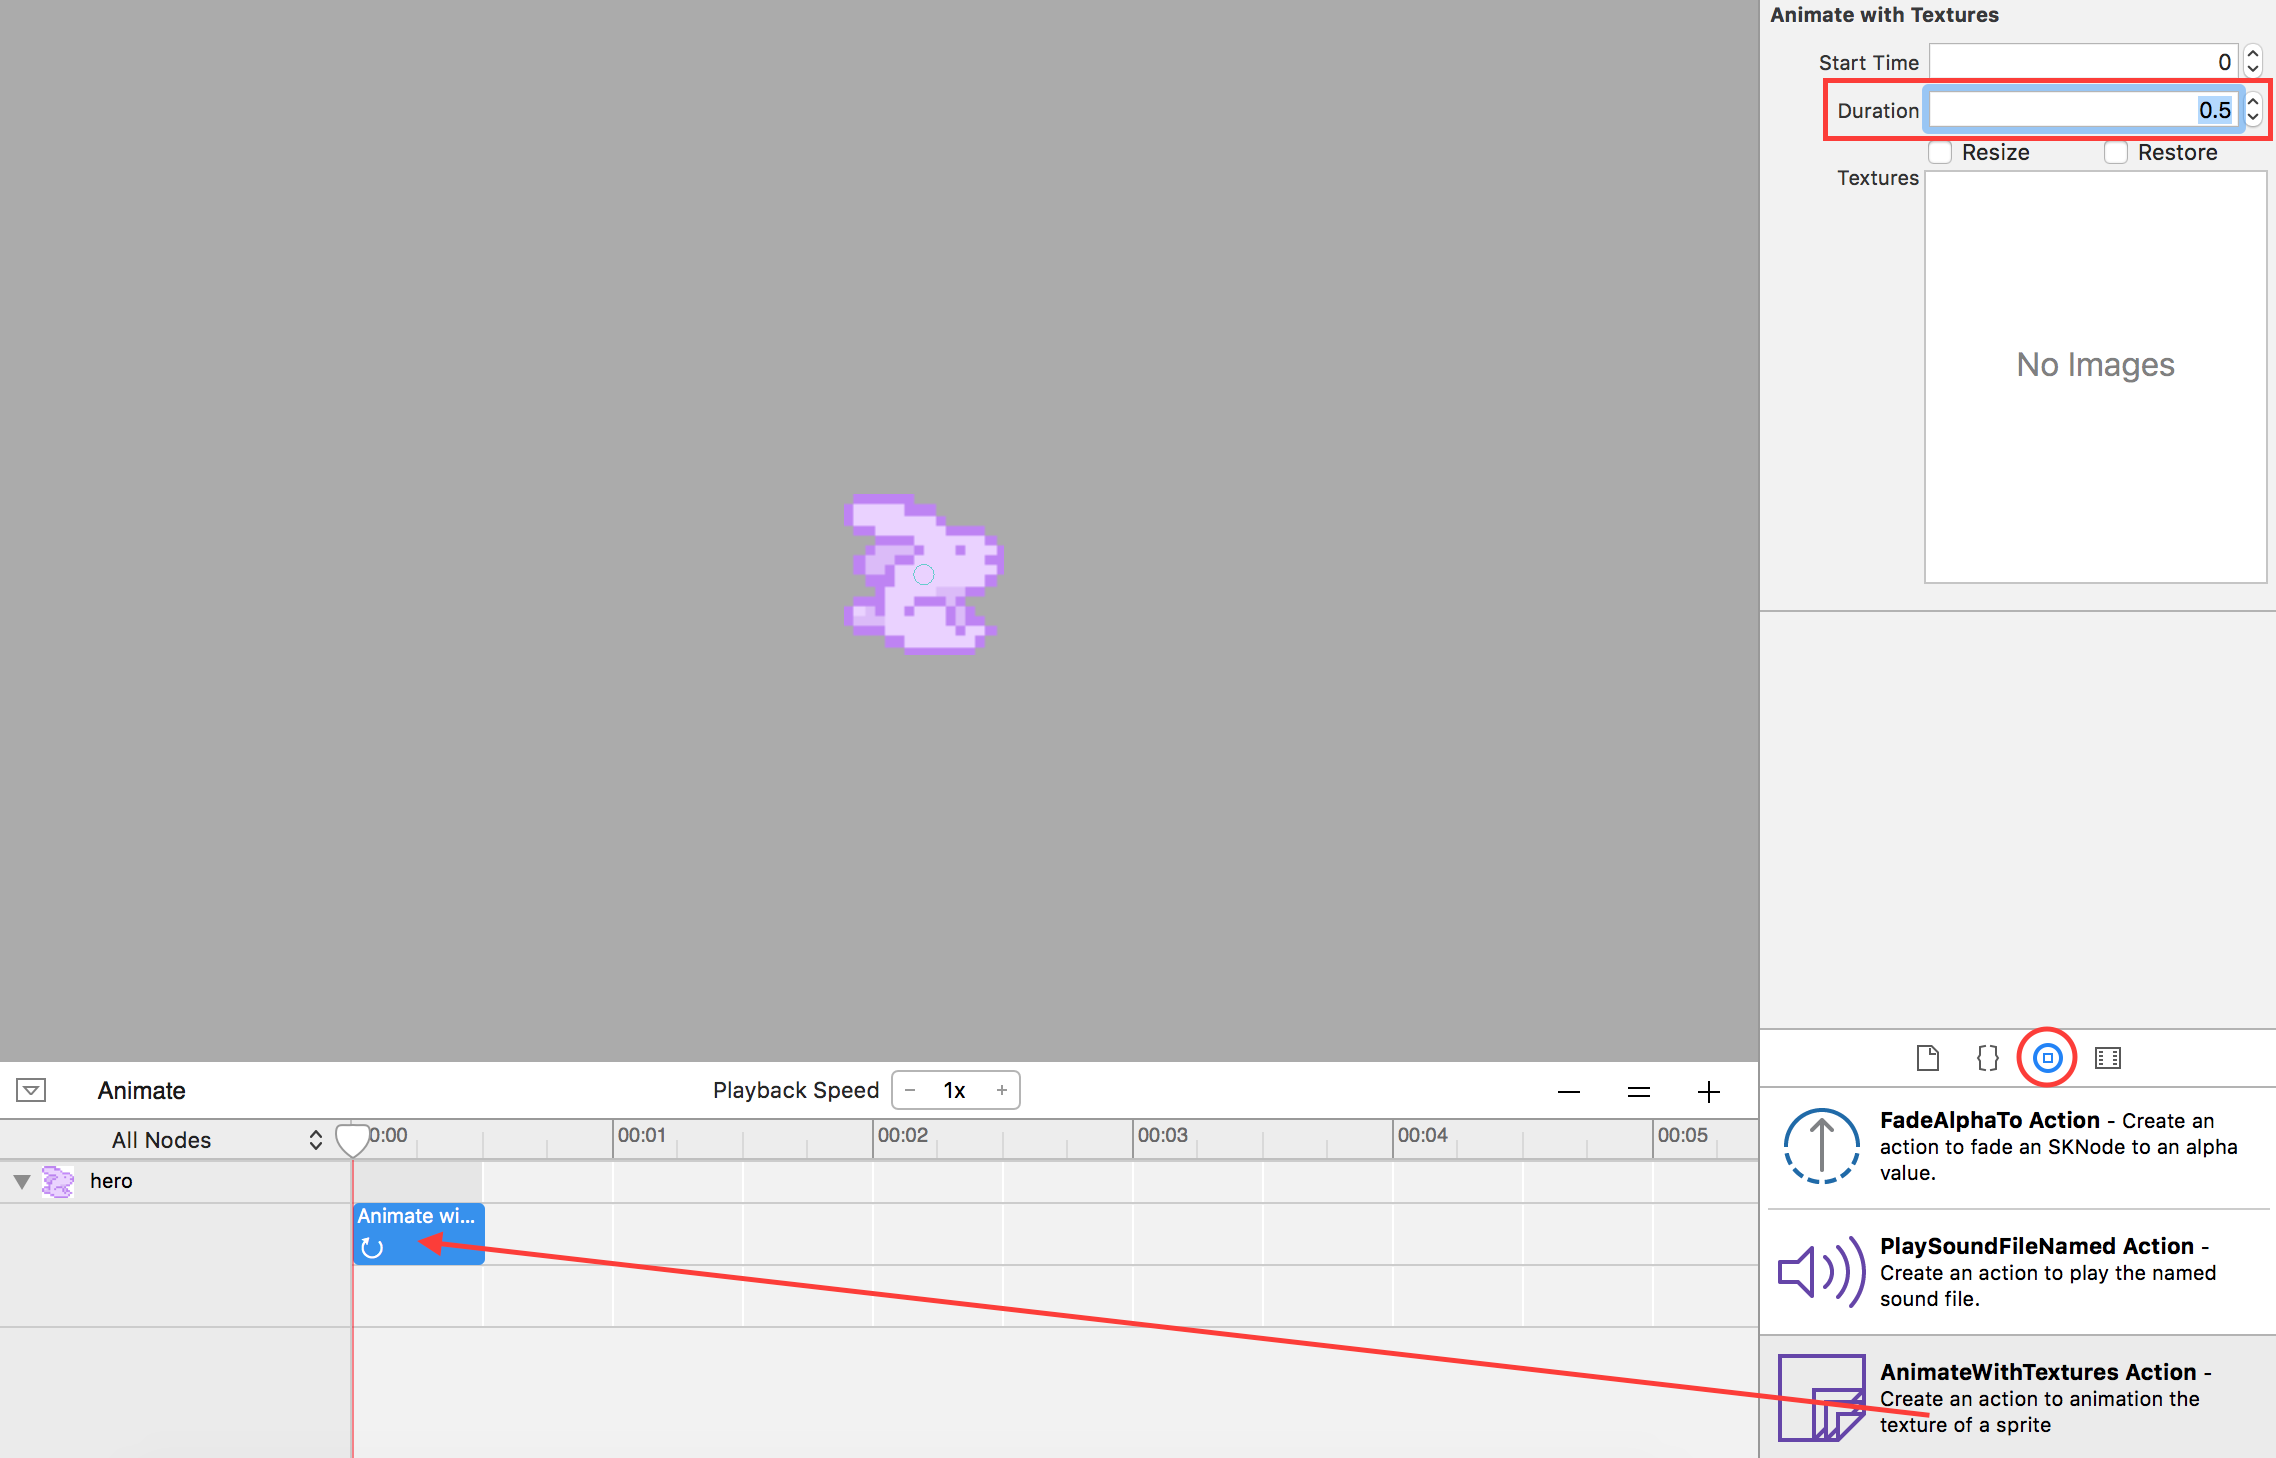 Animate with Textures
Start Time 0
Duration 0.5
Resize Restore
Textures
No Images
Animate Playback Speed − 1x +
All Nodes 0:00 00:01 00:02 00:03 00:04 00:05
hero
Animate wi...
FadeAlphaTo Action - Create an
action to fade an SKNode to an alpha
value.
PlaySoundFileNamed Action -
Create an action to play the named
sound file.
AnimateWithTextures Action -
Create an action to animation the
texture of a sprite